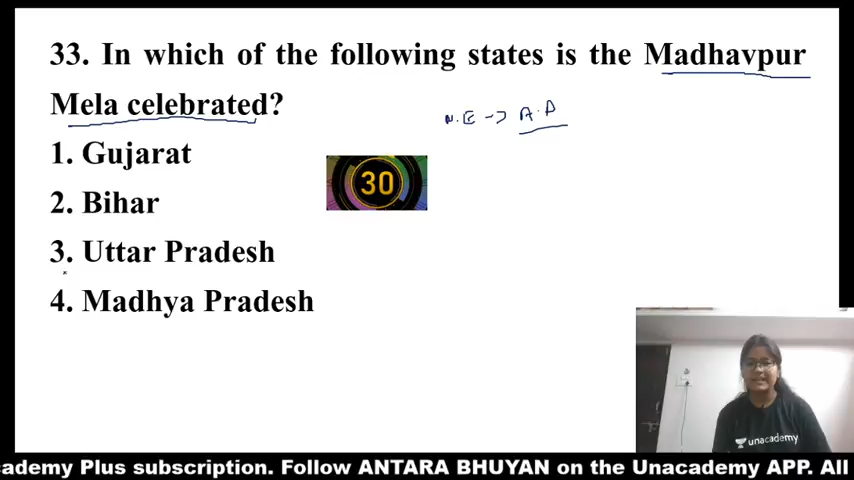 33. In which of the following states is the Madhavpur
Mela celebrated?
N.E -> A.P
1. Gujarat
30
2. Bihar
3. Uttar Pradesh
4. Madhya Pradesh
unacademy
cademy Plus subscription. Follow ANTARA BHUYAN on the Unacademy APP. All